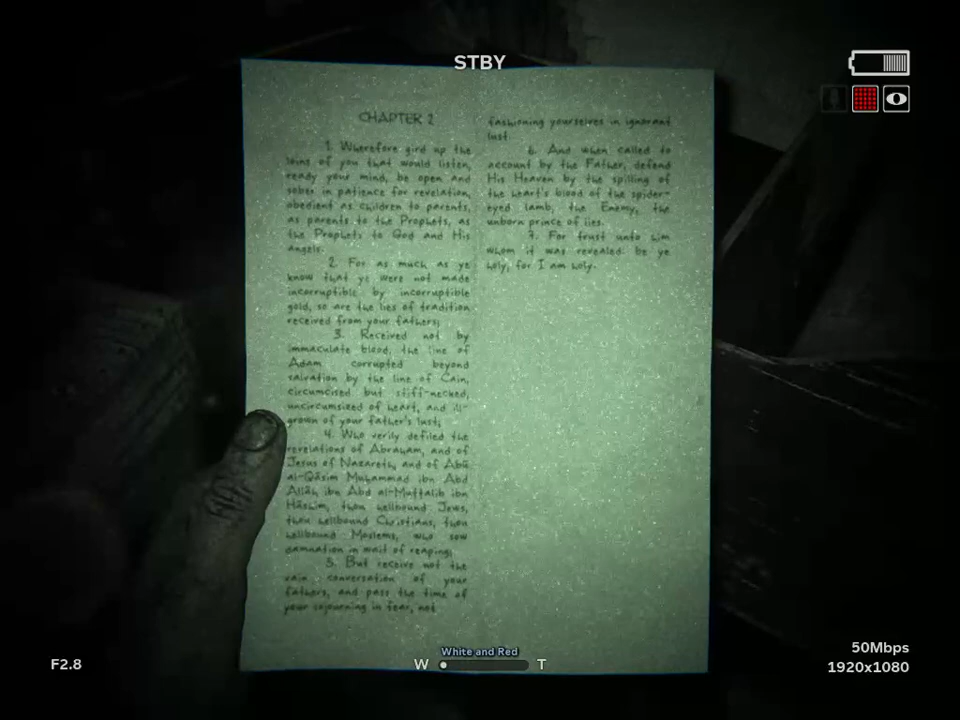 STBY
CHAPTER 2
1. Wherefore gird up the
loins of you that would listen,
ready your mind, be open and
sober in patience for revelation,
obedient as children to parents,
as parents to the Prophets, as
the Prophets to God and His
Angels.
2. For as much as ye
know that ye were not made
incorruptible by incorruptible
gold, so are the lies of tradition
received from your fathers;
3. Received not by
immaculate blood, the line of
Adam corrupted beyond
salvation by the line of Cain,
circumcised but stiff-necked,
uncircumsized of heart, and ill-
grown of your father's lust;
4. Who verily defiled the
revelations of Abraham, and of
Jesus of Nazareth, and of Abū
al-Qāsim Muḥammad ibn Abd
Allāh ibn Abd al-Muṭṭalib ibn
Hāshim, thou hellbound Jews,
thou hellbound Christians, thou
hellbound Moslems, who sow
damnation in wait of reaping;
5. But receive not the
vain conversation of your
fathers, and pass the time of
your sojourning in fear, not
fashioning yourselves in ignorant
lust.
6. And when called to
account by the Father, defend
His Heaven by the spilling of
the heart's blood of the spider-
eyed lamb, the Enemy, the
unborn prince of lies.
7. For trust unto him
whom it was revealed: be ye
holy, for I am holy.
White and Red
W T
F2.8
50Mbps
1920x1080